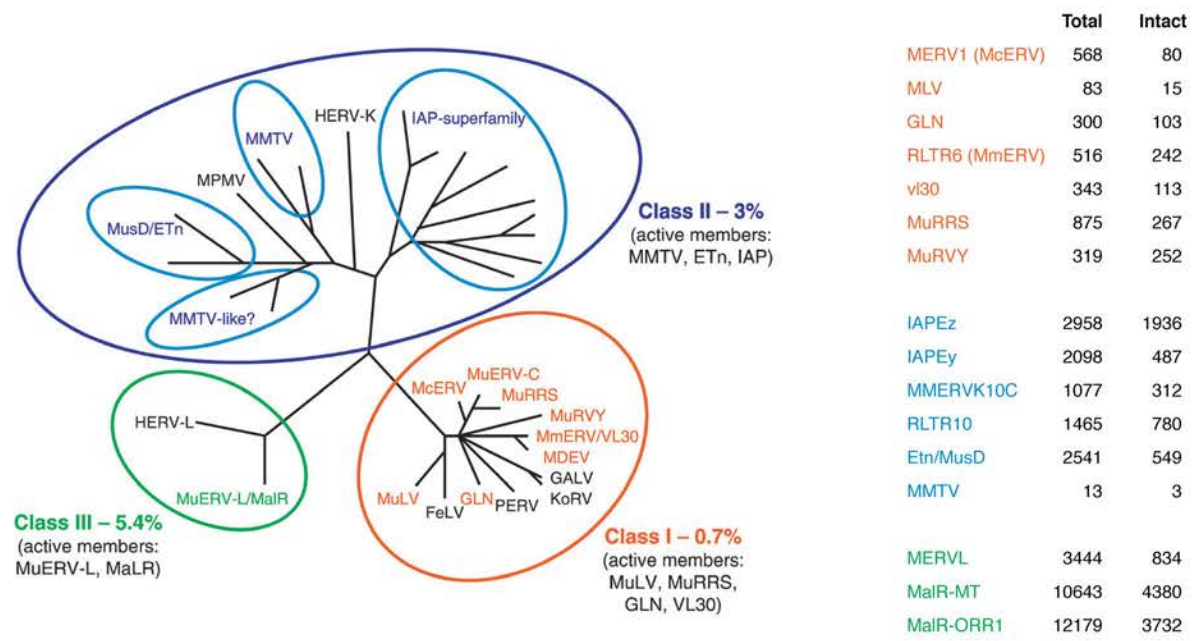 HERV-K
IAP-superfamily
MMTV
MPMV
MusD/ETn
MMTV-like?
Class II – 3%
(active members:
MMTV, ETn, IAP)
HERV-L
MuERV-L/MalR
Class III – 5.4%
(active members:
MuERV-L, MaLR)
MuERV-C
McERV
MuRRS
MuRVY
MmERV/VL30
MDEV
GALV
KoRV
PERV
GLN
FeLV
MuLV
Class I – 0.7%
(active members:
MuLV, MuRRS,
GLN, VL30)
Total Intact
MERV1 (McERV) 568 80
MLV 83 15
GLN 300 103
RLTR6 (MmERV) 516 242
vl30 343 113
MuRRS 875 267
MuRVY 319 252
IAPEz 2958 1936
IAPEy 2098 487
MMERVK10C 1077 312
RLTR10 1465 780
Etn/MusD 2541 549
MMTV 13 3
MERVL 3444 834
MalR-MT 10643 4380
MalR-ORR1 12179 3732